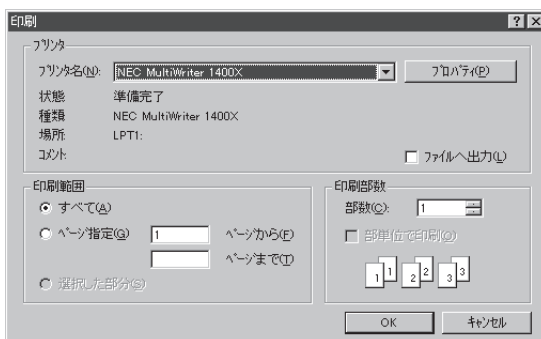 印刷
プリンタ
プリンタ名(N): NEC MultiWriter 1400X プロパティ(P)
状態 準備完了
種類 NEC MultiWriter 1400X
場所: LPT1:
コメント: ファイルへ出力(L)
印刷範囲
すべて(A)
ページ指定(G) 1 ページから(F)
ページまで(T)
選択した部分(S)
印刷部数
部数(C): 1
部単位で印刷(O)
1 1 2 2 3 3
OK キャンセル